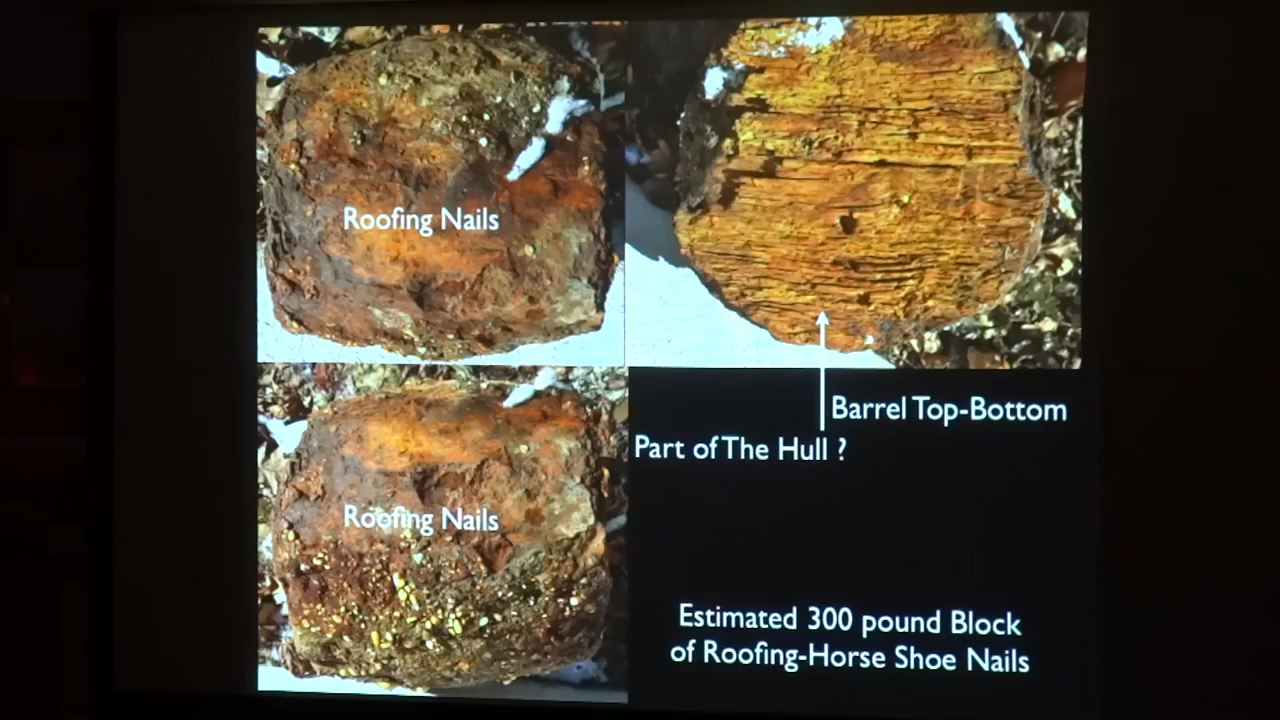 Roofing Nails
Barrel Top-Bottom
Part of The Hull ?
Roofing Nails
Estimated 300 pound Block
of Roofing-Horse Shoe Nails